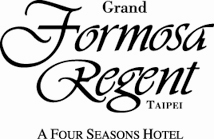 Grand
Formosa
Regent
TAIPEI
A FOUR SEASONS HOTEL